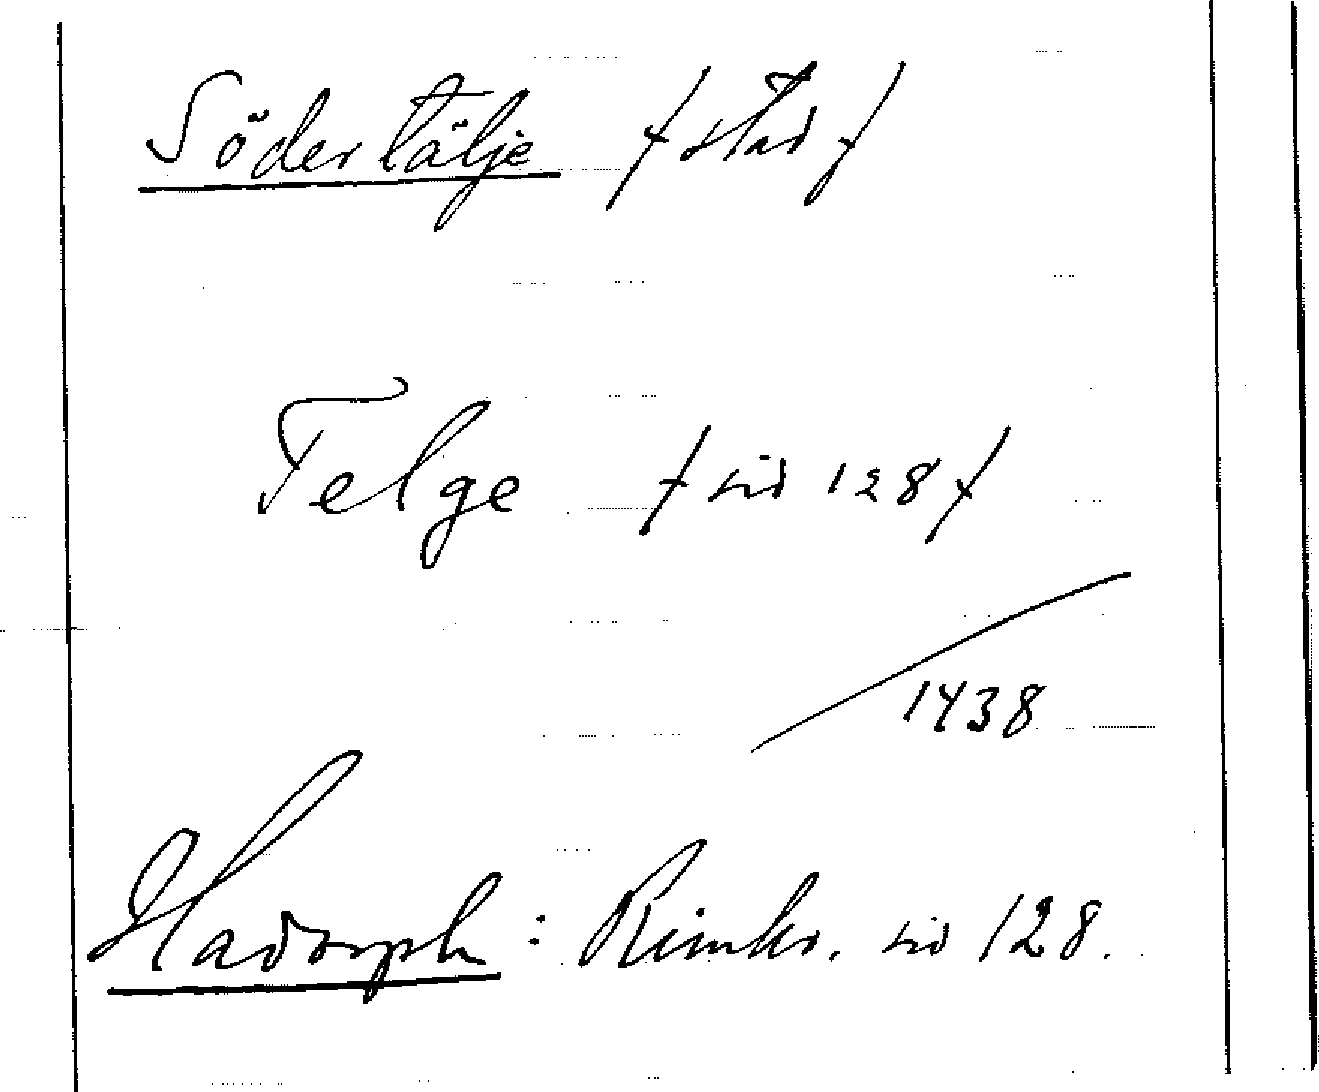 Södertälje /stad/
Telge /sid 128/
1438
Hadorph: Rimkr. sid 128.